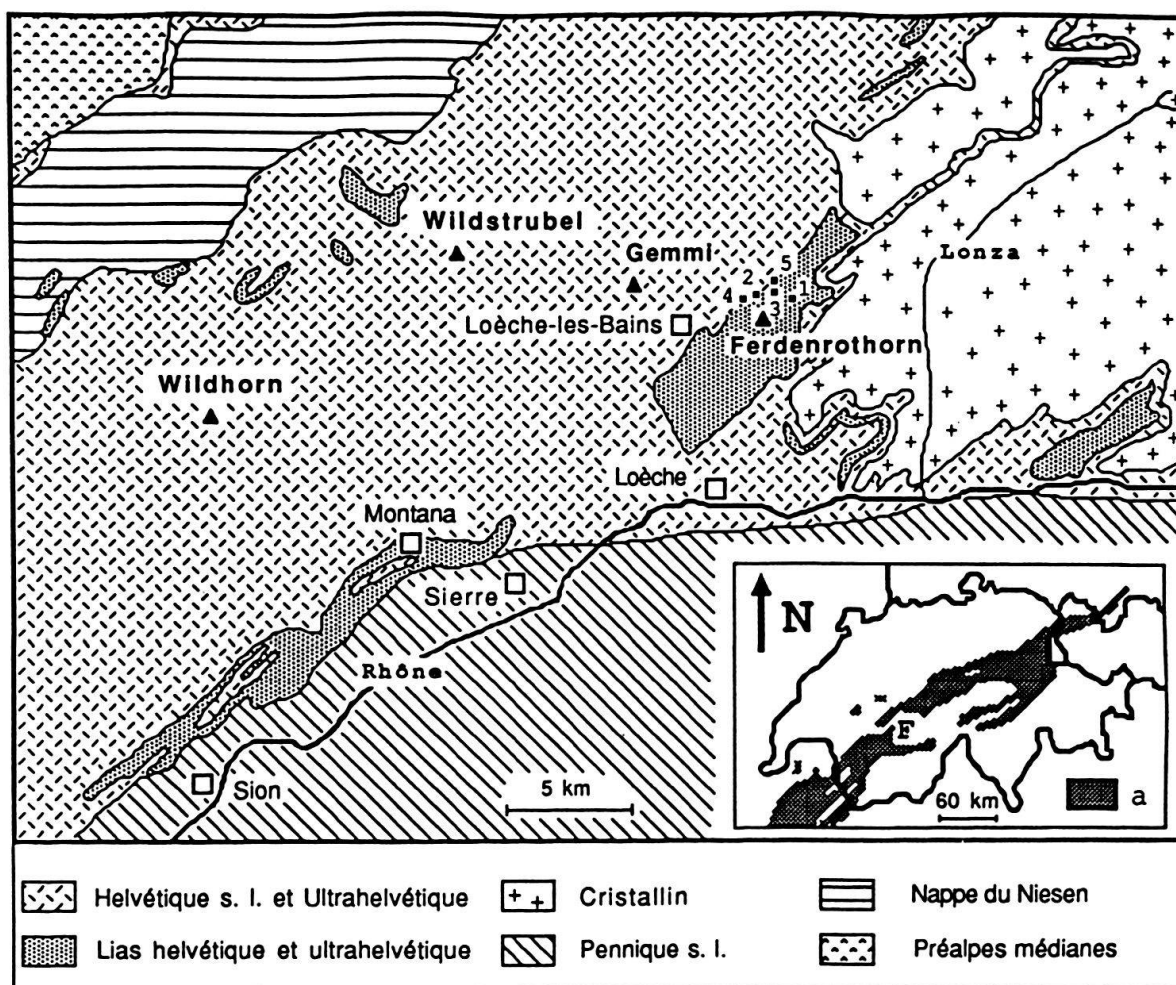 Wildstrubel
Gemmi
Lonza
5
2
1
4
3
Loèche-les-Bains
Ferdenrothorn
Wildhorn
Loèche
Montana
Sierre
Rhône
Sion
5 km
N
F
60 km
a
Helvétique s. l. et Ultrahelvétique
Cristallin
Nappe du Niesen
Lias helvétique et ultrahelvétique
Pennique s. l.
Préalpes médianes